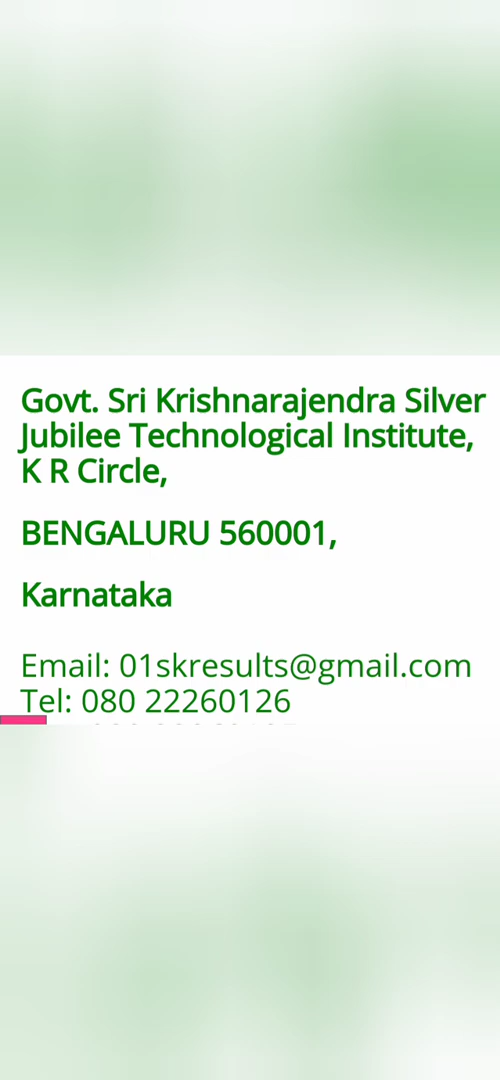 Govt. Sri Krishnarajendra Silver
Jubilee Technological Institute,
K R Circle,
BENGALURU 560001,
Karnataka
Email: 01skresults@gmail.com
Tel: 080 22260126